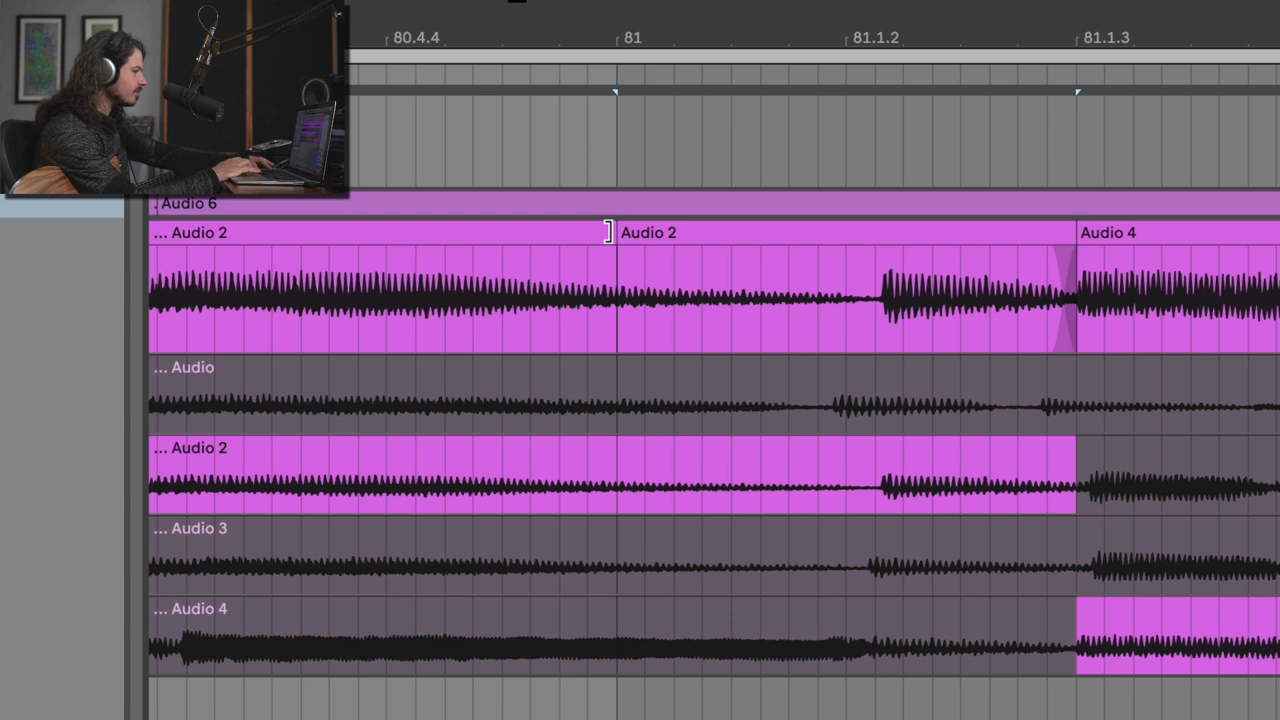 80.4.4
81
81.1.2
81.1.3
. Audio 6
... Audio 2
Audio 2
Audio 4
... Audio
... Audio 2
... Audio 3
... Audio 4